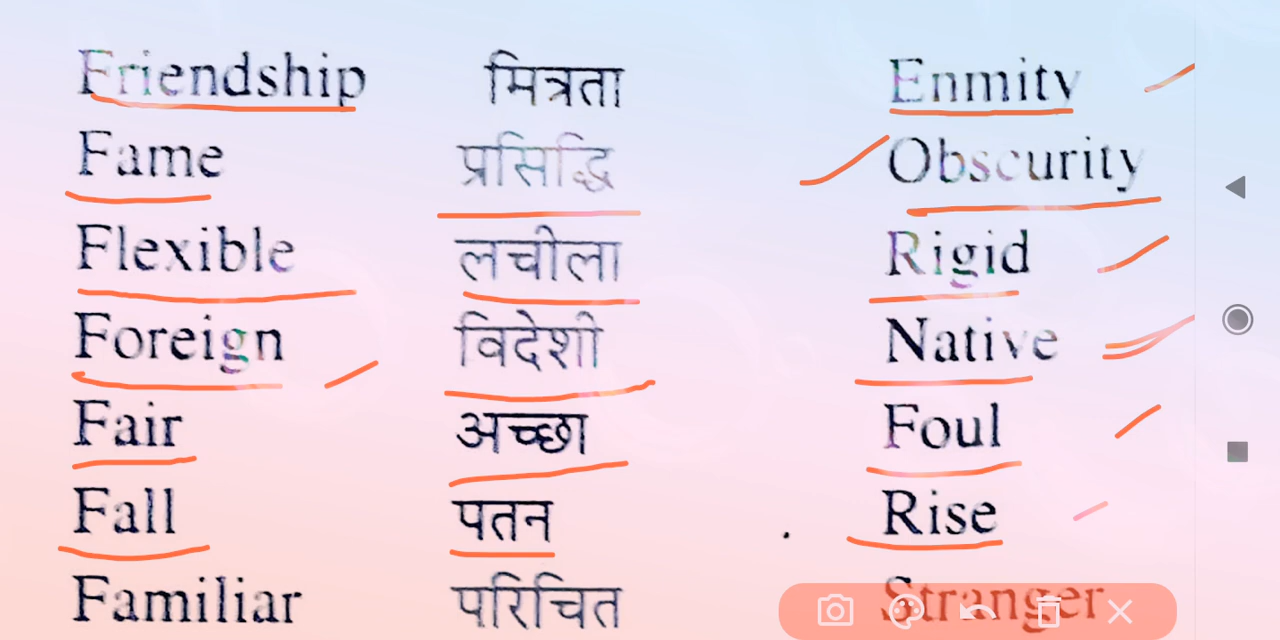 Friendship मित्रता Enmity
Fame प्रसिद्धि Obscurity
Flexible लचीला Rigid
Foreign विदेशी Native
Fair अच्छा Foul
Fall पतन Rise
Familiar परिचित Stranger